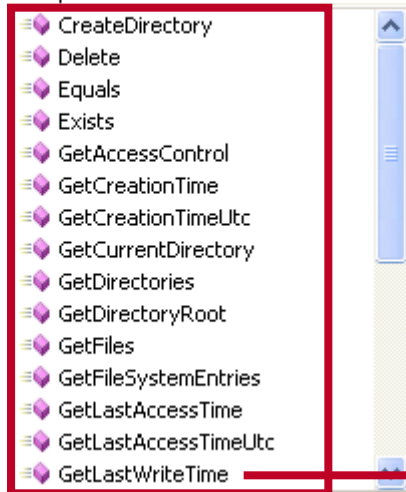 CreateDirectory
Delete
Equals
Exists
GetAccessControl
GetCreationTime
GetCreationTimeUtc
GetCurrentDirectory
GetDirectories
GetDirectoryRoot
GetFiles
GetFileSystemEntries
GetLastAccessTime
GetLastAccessTimeUtc
GetLastWriteTime